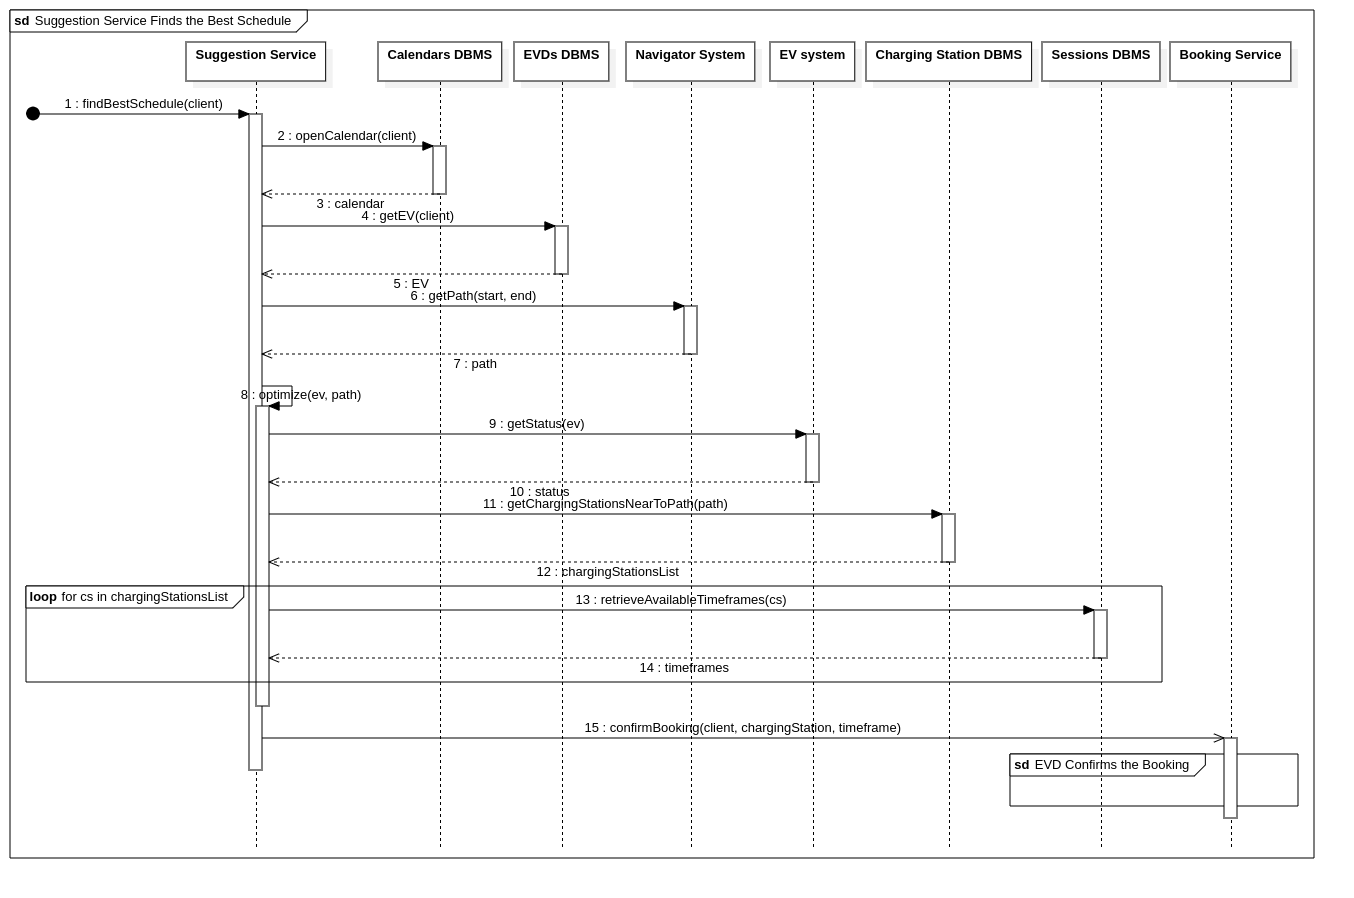 sd Suggestion Service Finds the Best Schedule
Suggestion Service
Calendars DBMS
EVDs DBMS
Navigator System
EV system
Charging Station DBMS
Sessions DBMS
Booking Service
1 : findBestSchedule(client)
2 : openCalendar(client)
3 : calendar
4 : getEV(client)
5 : EV
6 : getPath(start, end)
7 : path
8 : optimize(ev, path)
9 : getStatus(ev)
10 : status
11 : getChargingStationsNearToPath(path)
12 : chargingStationsList
loop for cs in chargingStationsList
13 : retrieveAvailableTimeframes(cs)
14 : timeframes
15 : confirmBooking(client, chargingStation, timeframe)
sd EVD Confirms the Booking